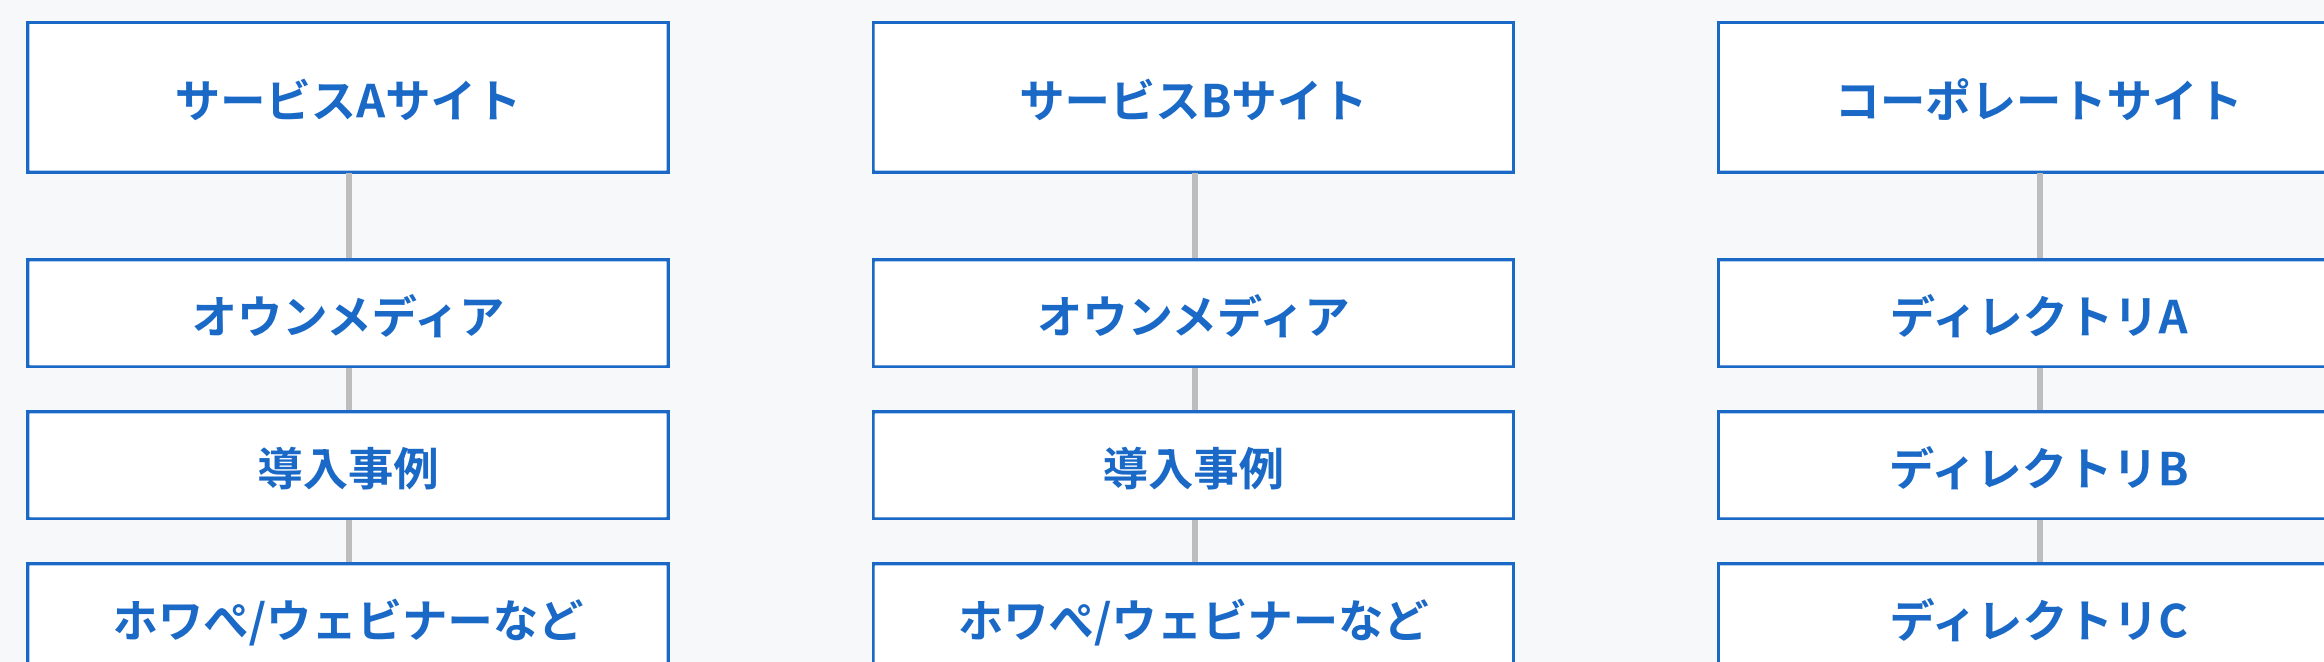 サービスAサイト
サービスBサイト
コーポレートサイト
オウンメディア
オウンメディア
ディレクトリA
導入事例
導入事例
ディレクトリB
ホワペ/ウェビナーなど
ホワペ/ウェビナーなど
ディレクトリC